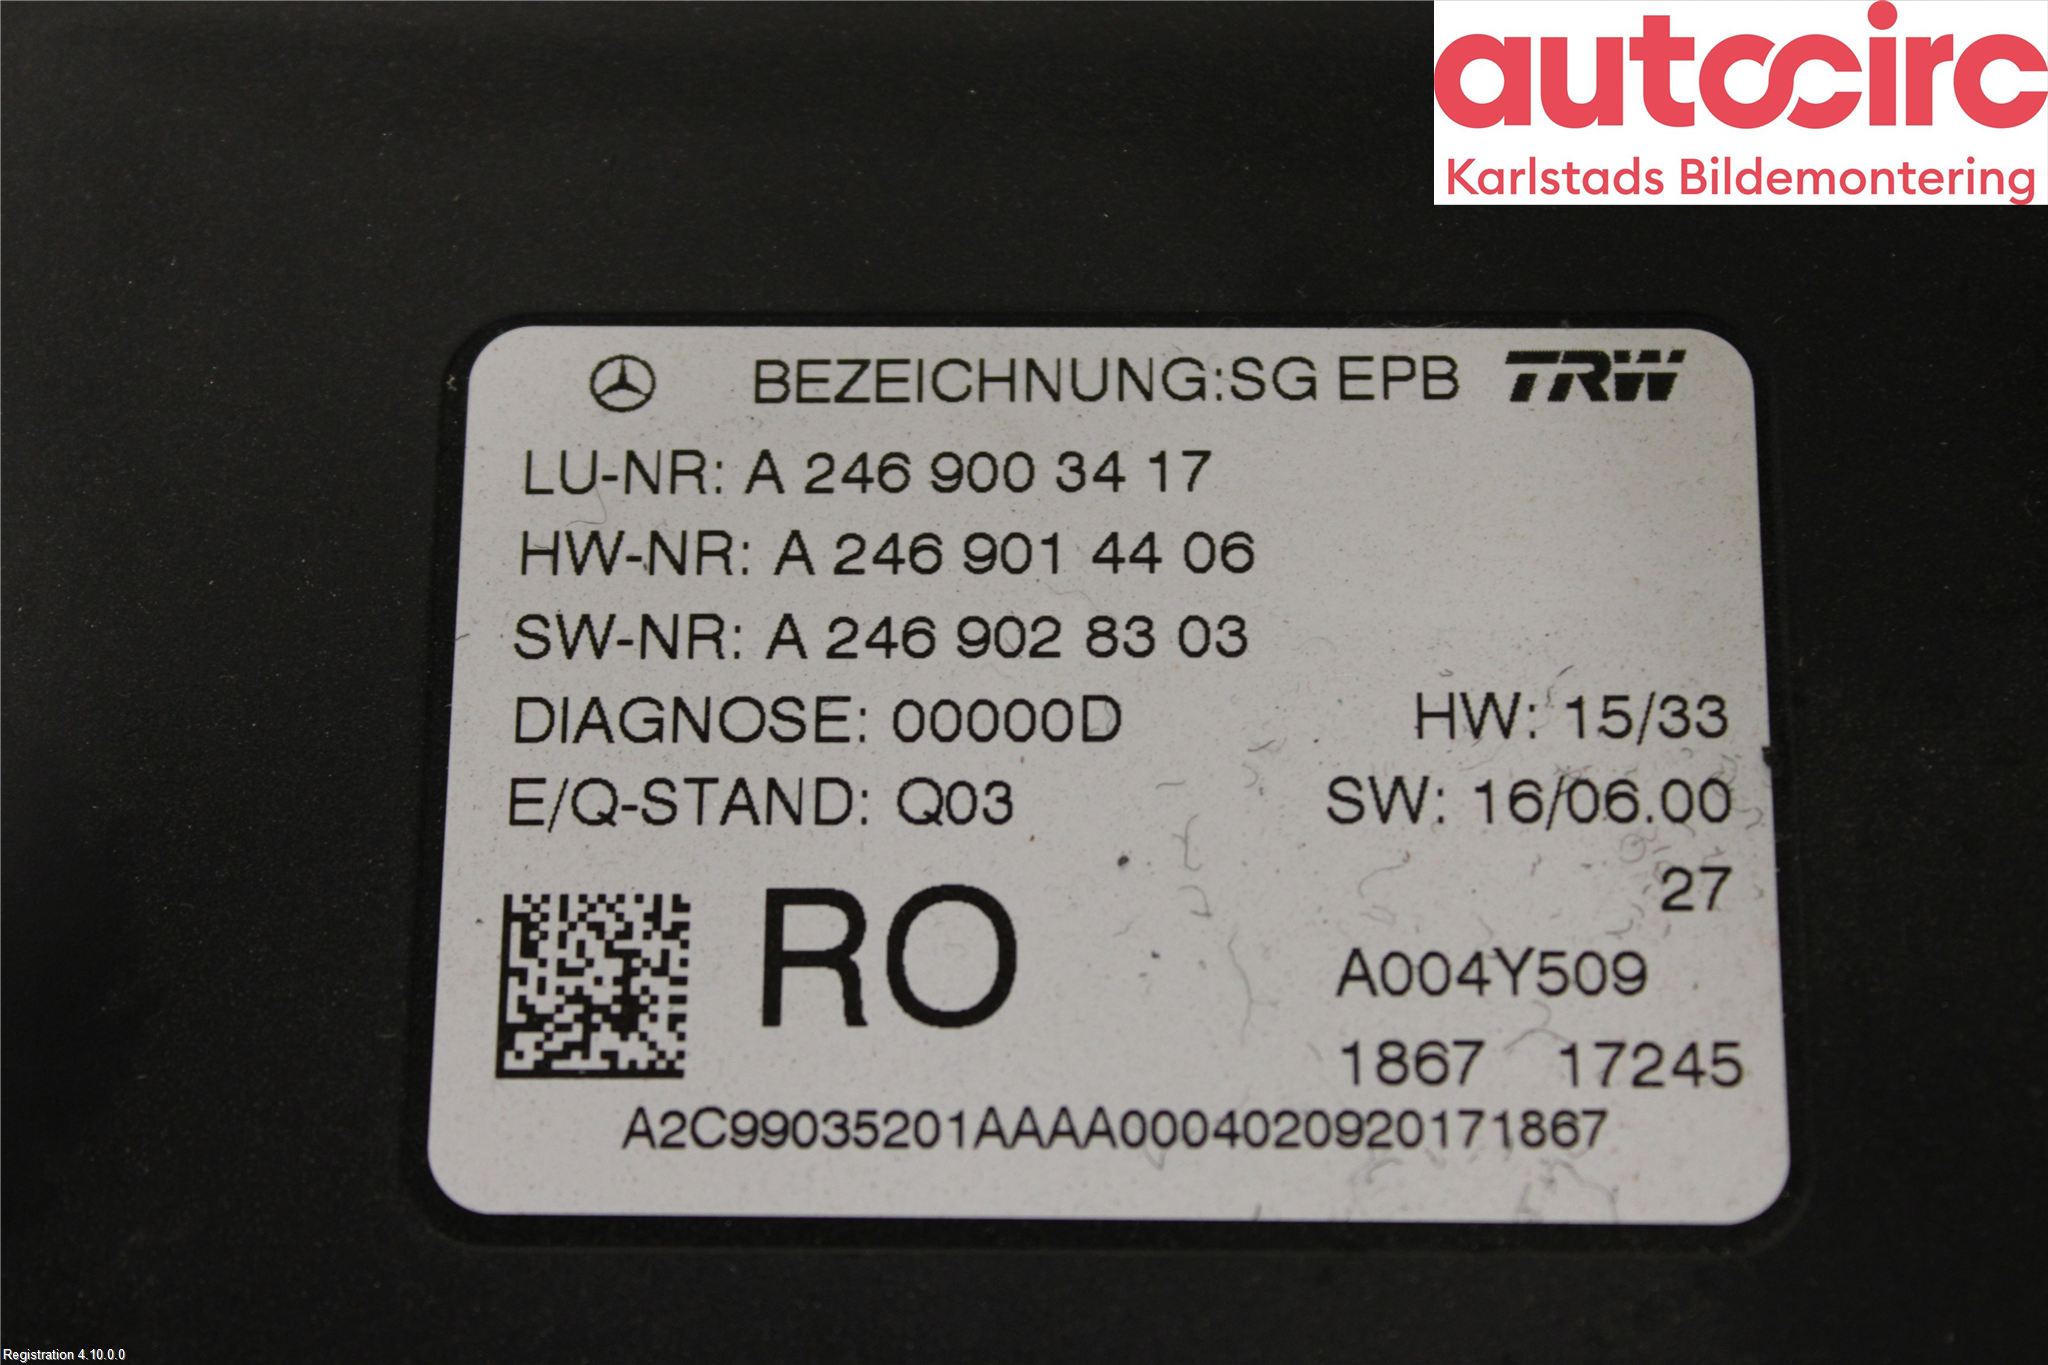 autocirc
Karlstads Bildemontering
BEZEICHNUNG:SG EPB TRW
LU-NR: A 246 900 34 17
HW-NR: A 246 901 44 06
SW-NR: A 246 902 83 03
DIAGNOSE: 00000D HW: 15/33
E/Q-STAND: Q03 SW: 16/06.00
27
RO
A004Y509
1867 17245
A2C99035201AAAA0004020920171867
Registration 4.10.0.0